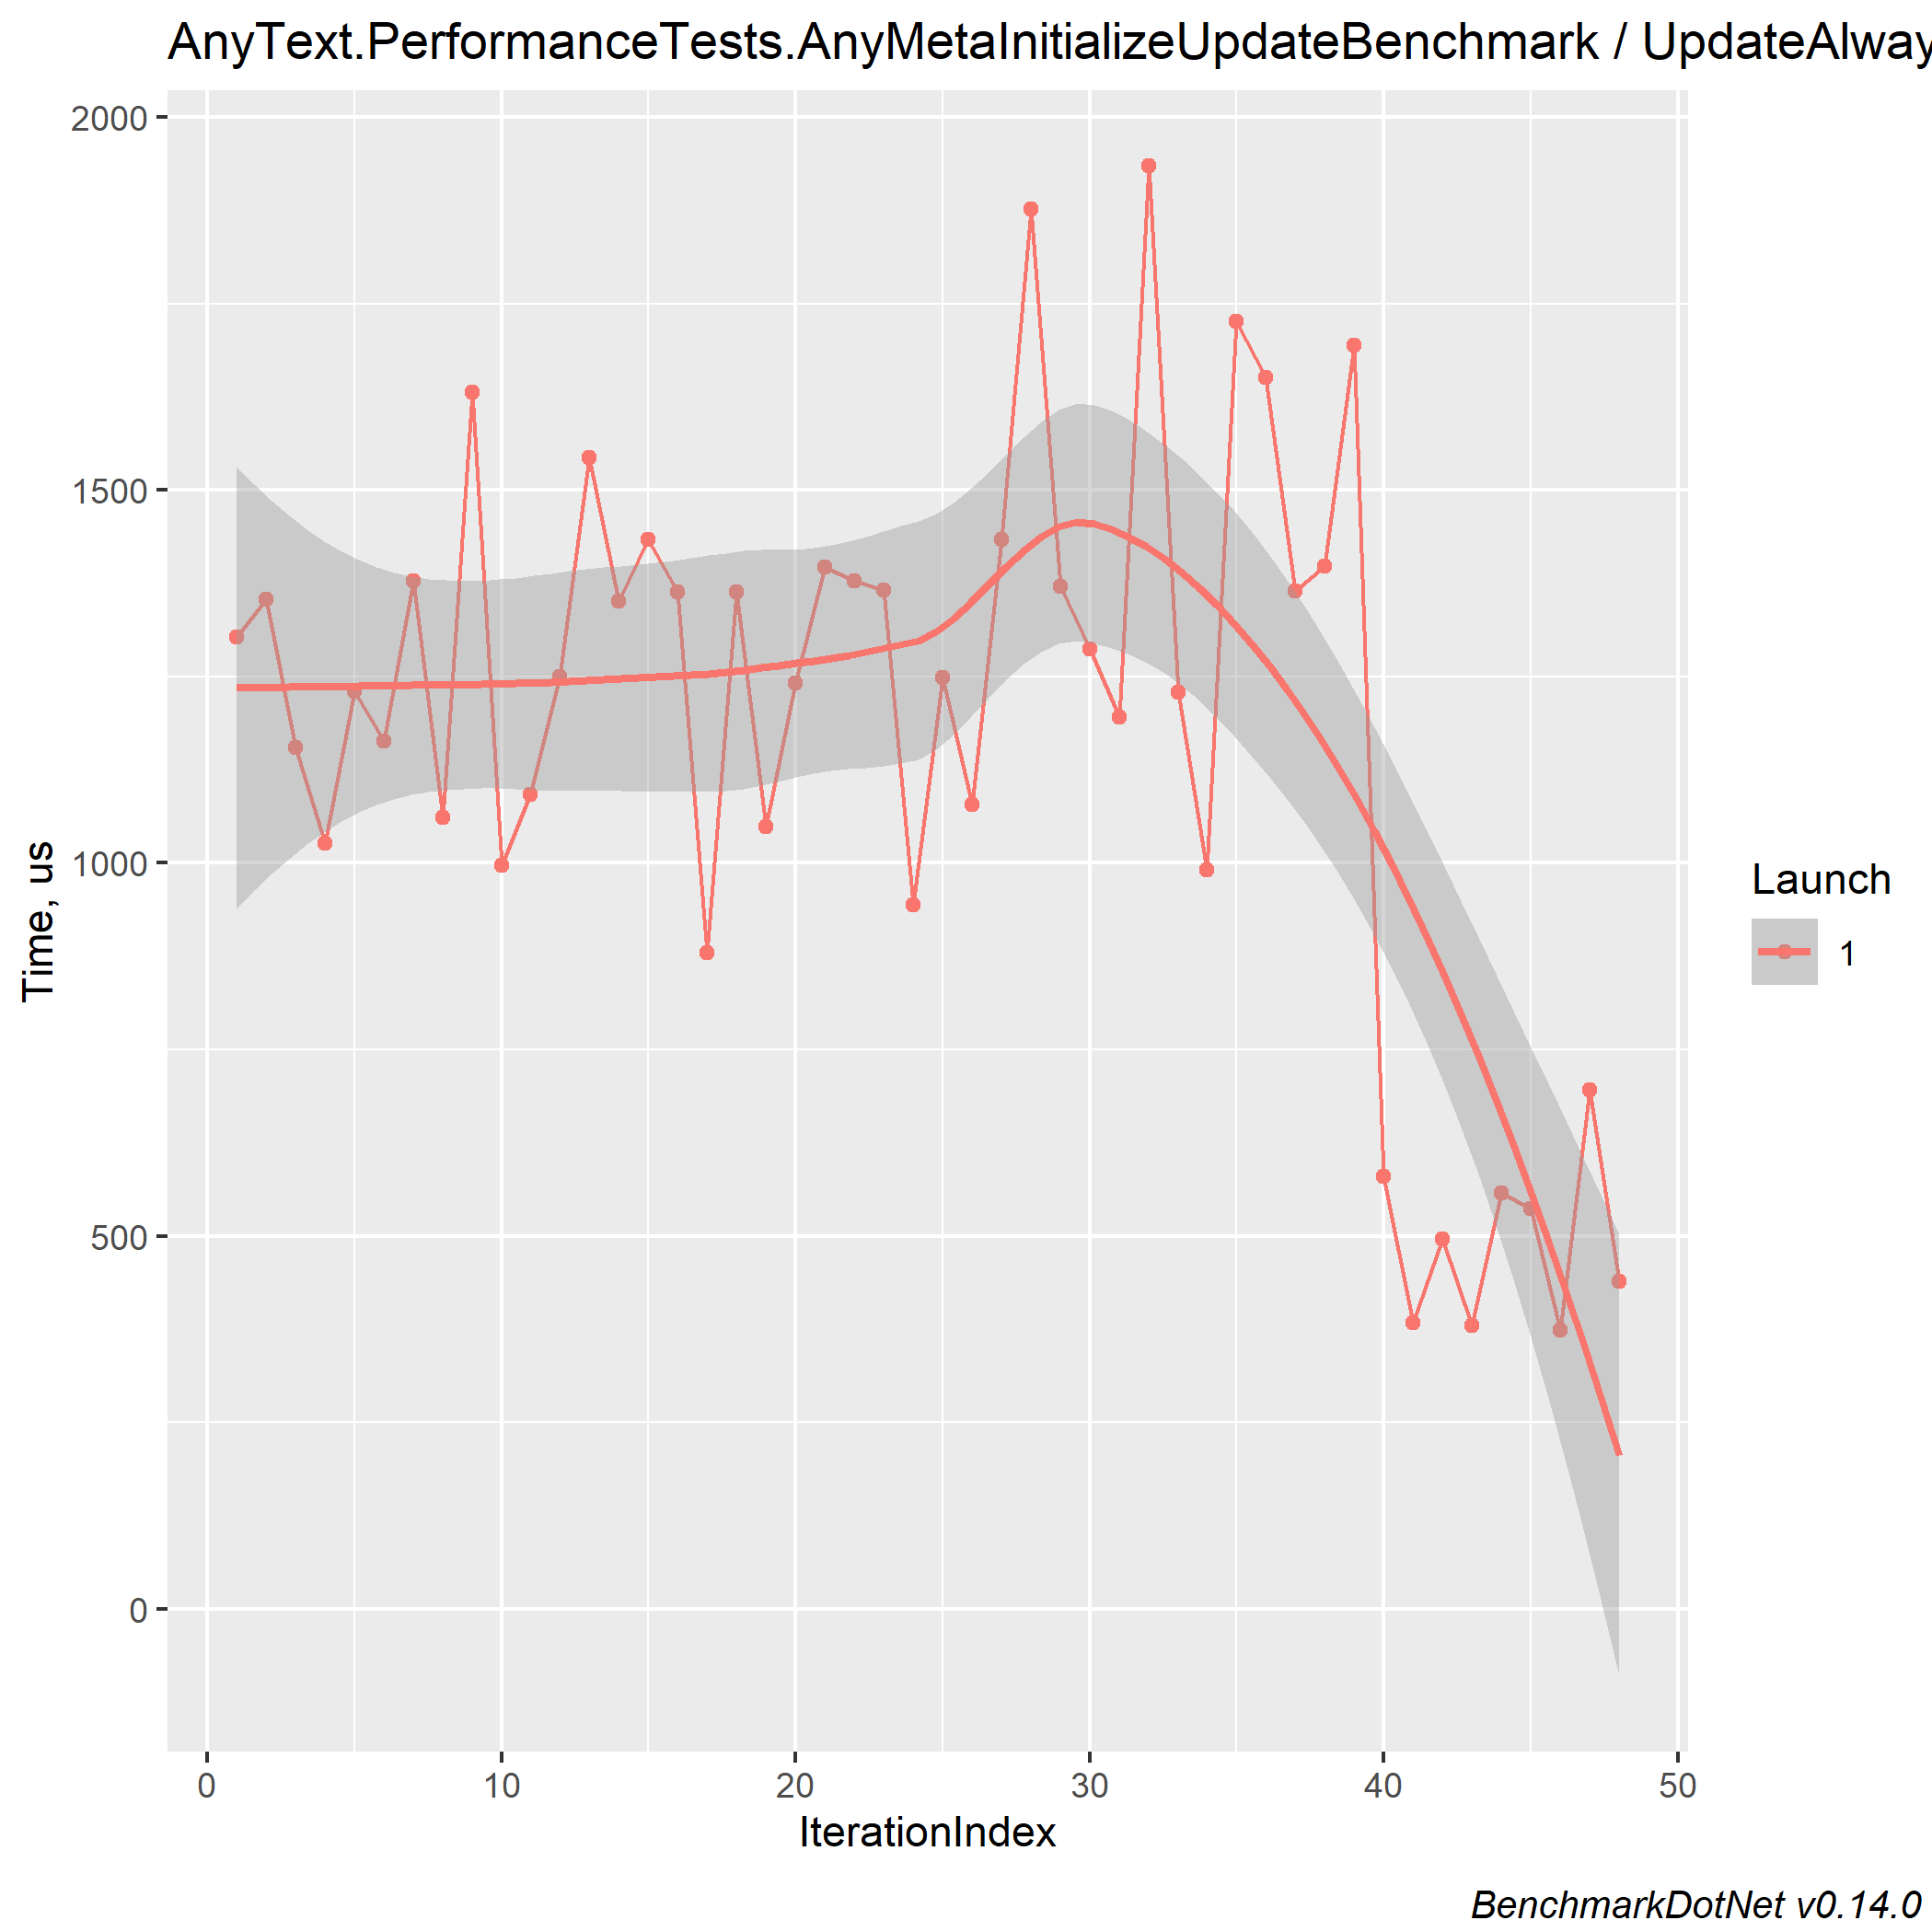 AnyText.PerformanceTests.AnyMetaInitializeUpdateBenchmark / UpdateAlway
2000
1500
1000
500
0
Time, us
0 10 20 30 40 50
IterationIndex
Launch
1
BenchmarkDotNet v0.14.0